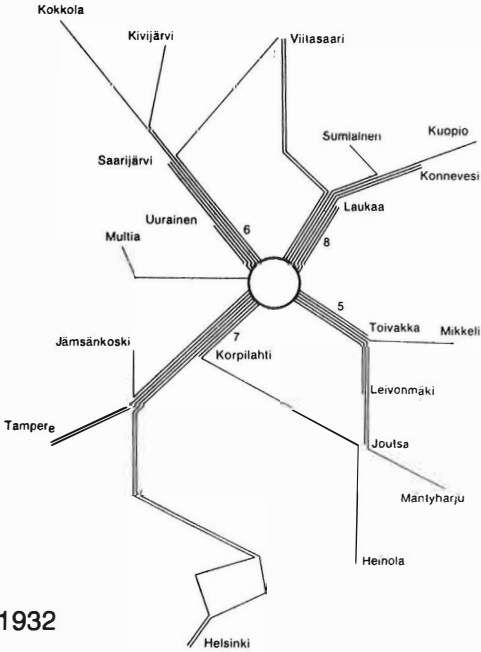 Kokkola
Kivijärvi
Viitasaari
Sumiainen
Kuopio
Saarijärvi
Konnevesi
Laukaa
Uurainen
6
8
Multia
5
Toivakka
Mikkeli
7
Jämsänkoski
Korpilahti
Leivonmäki
Tampere
Joutsa
Mäntyharju
Heinola
1932
Helsinki